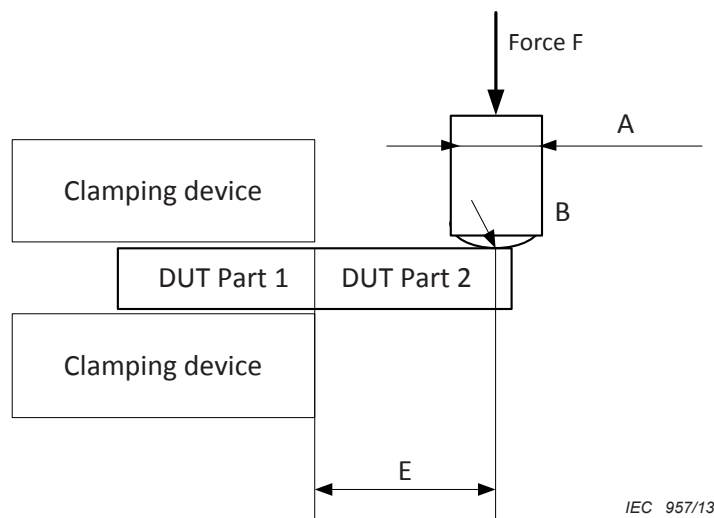 Force F
A
Clamping device
B
DUT Part 1 DUT Part 2
Clamping device
E
IEC 957/13